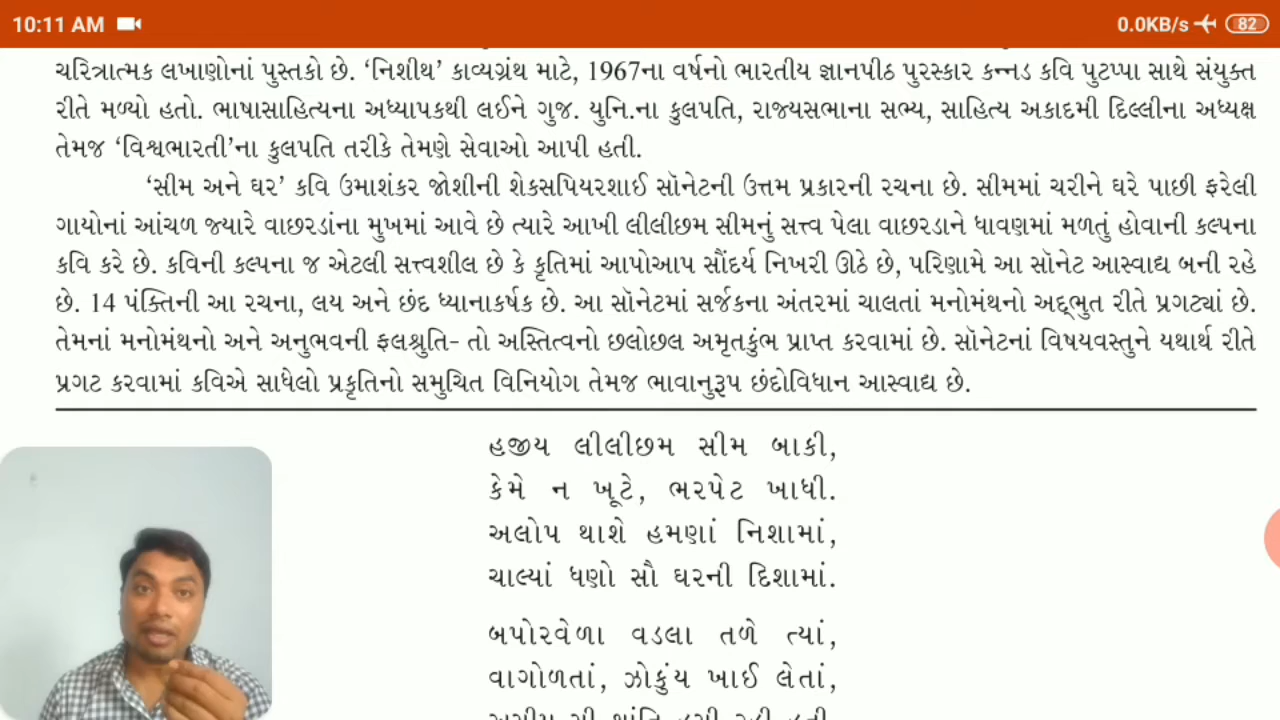 10:11 AM
0.0KB/s 82
ચરિત્રાત્મક લખાણોનાં પુસ્તકો છે. ‘નિશીથ’ કાવ્યગ્રંથ માટે, 1967ના વર્ષનો ભારતીય જ્ઞાનપીઠ પુરસ્કાર કન્નડ કવિ પુટપ્પા સાથે સંયુક્ત
રીતે મળ્યો હતો. ભાષાસાહિત્યના અધ્યાપકથી લઈને ગુજ. યુનિ.ના કુલપતિ, રાજ્યસભાના સભ્ય, સાહિત્ય અકાદમી દિલ્લીના અધ્યક્ષ
તેમજ ‘વિશ્વભારતી’ના કુલપતિ તરીકે તેમણે સેવાઓ આપી હતી.
‘સીમ અને ઘર’ કવિ ઉમાશંકર જોશીની શેક્સપિયરશાઈ સૉનેટની ઉત્તમ પ્રકારની રચના છે. સીમમાં ચરીને ઘરે પાછી ફરેલી
ગાયોનાં આંચળ જ્યારે વાછરડાંના મુખમાં આવે છે ત્યારે આખી લીલીછમ સીમનું સત્ત્વ પેલા વાછરડાને ધાવણમાં મળતું હોવાની કલ્પના
કવિ કરે છે. કવિની કલ્પના જ એટલી સત્ત્વશીલ છે કે કૃતિમાં આપોઆપ સૌંદર્ય નિખરી ઊઠે છે, પરિણામે આ સૉનેટ આસ્વાદ્ય બની રહે
છે. 14 પંક્તિની આ રચના, લય અને છંદ ધ્યાનાકર્ષક છે. આ સૉનેટમાં સર્જકના અંતરમાં ચાલતાં મનોમંથનો અદ્ભુત રીતે પ્રગટ્યાં છે.
તેમનાં મનોમંથનો અને અનુભવની ફલશ્રુતિ- તો અસ્તિત્વનો છલોછલ અમૃતકુંભ પ્રાપ્ત કરવામાં છે. સૉનેટનાં વિષયવસ્તુને યથાર્થ રીતે
પ્રગટ કરવામાં કવિએ સાધેલો પ્રકૃતિનો સમુચિત વિનિયોગ તેમજ ભાવાનુરૂપ છંદોવિધાન આસ્વાદ્ય છે.
હજીય લીલીછમ સીમ બાકી,
કેમે ન ખૂટે, ભરપેટ ખાધી.
અલોપ થાશે હમણાં નિશામાં,
ચાલ્યાં ધણો સૌ ઘરની દિશામાં.
બપોરવેળા વડલા તળે ત્યાં,
વાગોળતાં, ઝોકુંય ખાઈ લેતાં,